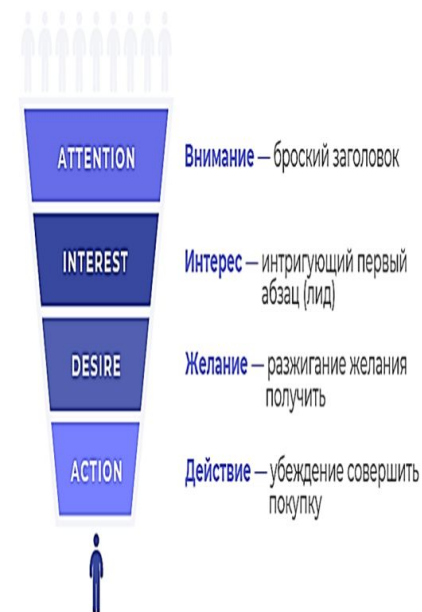 ATTENTION
Внимание — броский заголовок
INTEREST
Интерес — интригующий первый
абзац (лид)
DESIRE
Желание — разжигание желания
получить
ACTION
Действие — убеждение совершить
покупку